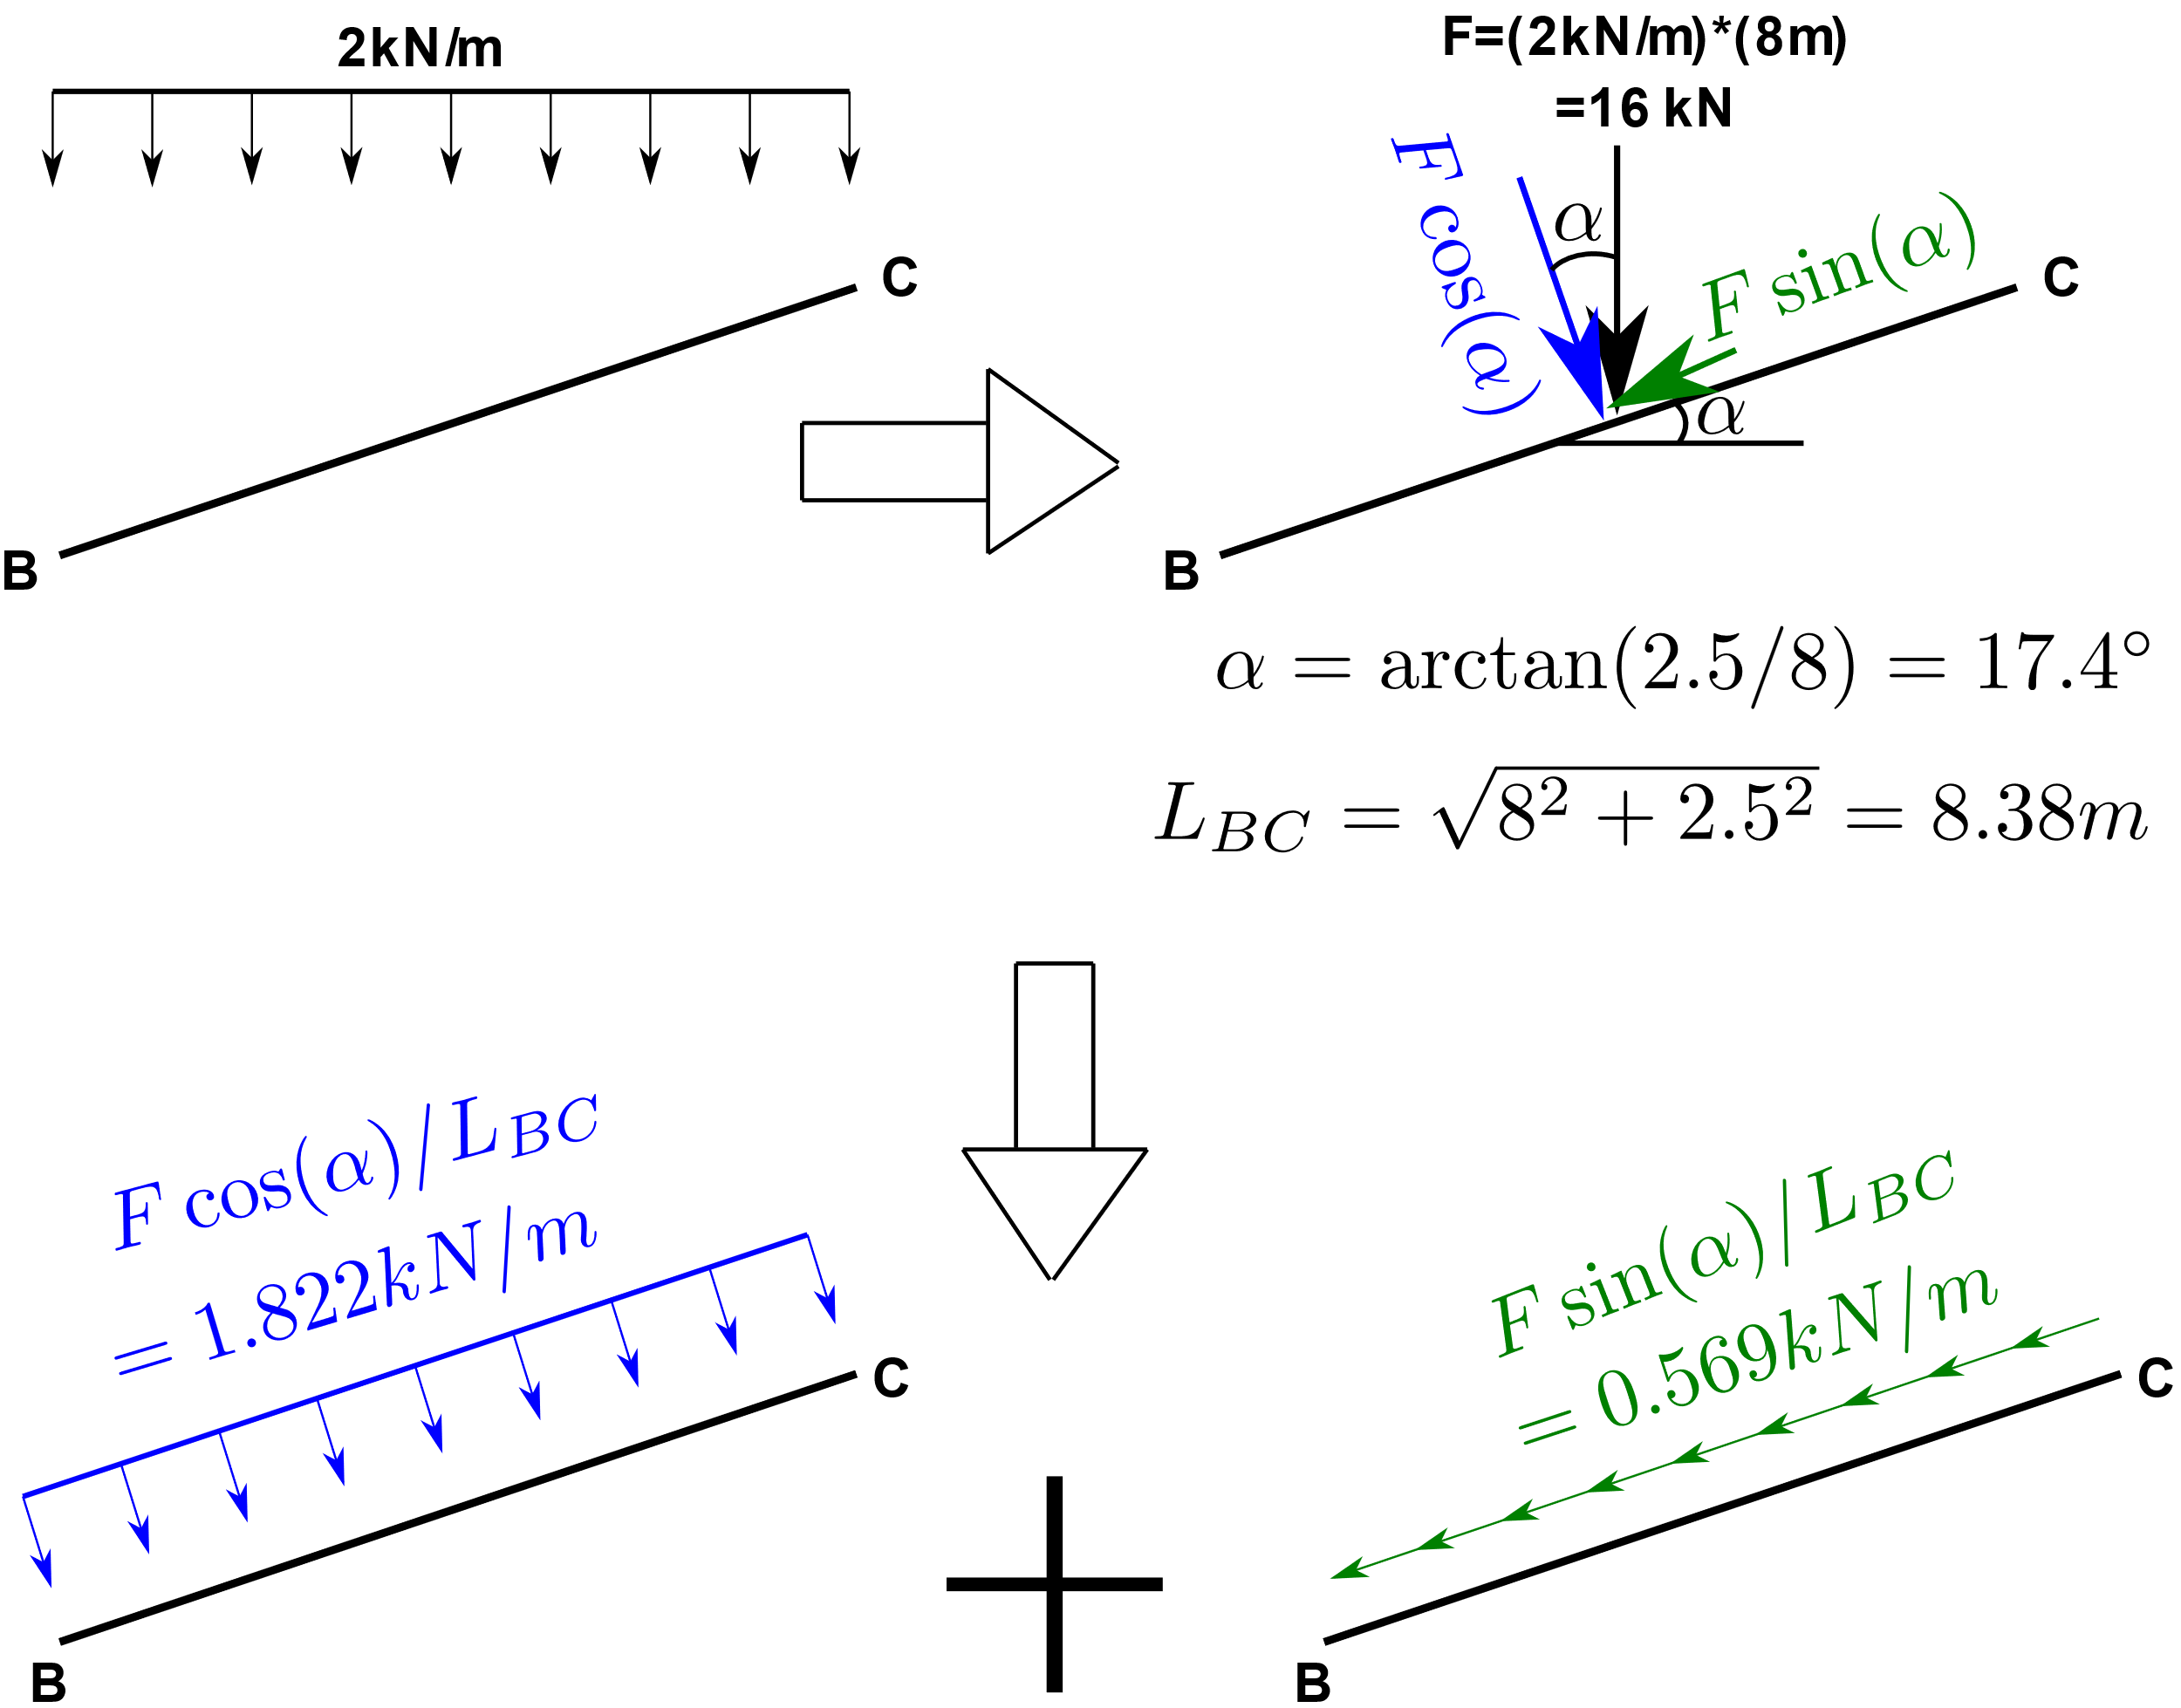 2kN/m
C
B
F=(2kN/m)*(8m)
=16 kN
F cos(α)
α
F sin(α)
C
α
B
α = arctan(2.5/8) = 17.4°
L_BC = √(8² + 2.5²) = 8.38m
F cos(α)/L_BC
= 1.822kN/m
C
B
F sin(α)/L_BC
= 0.569kN/m
C
B